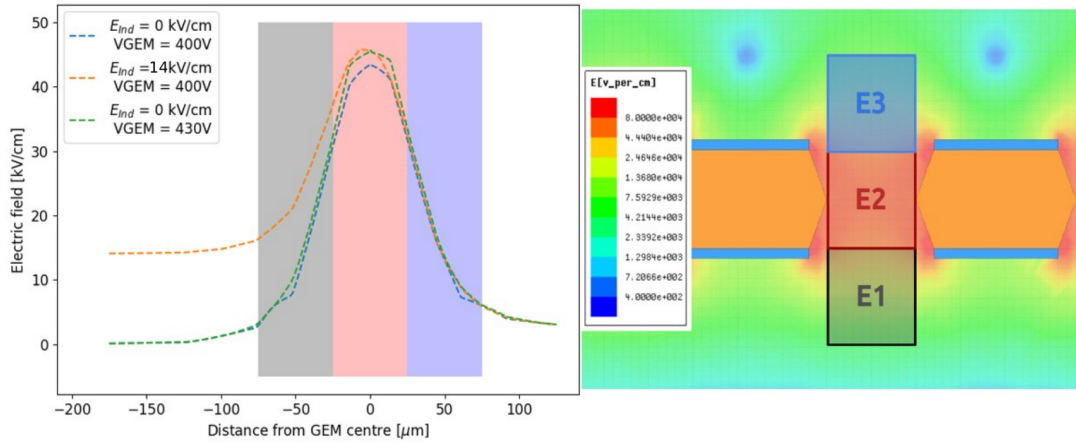 E_Ind = 0 kV/cm
VGEM = 400V
E_Ind =14kV/cm
VGEM = 400V
E_Ind = 0 kV/cm
VGEM = 430V
50
40
30
20
10
0
Electric field [kV/cm]
−200
−150
−100
−50
0
50
100
Distance from GEM centre [μm]
E[v_per_cm]
8.0000e+004
4.4404e+004
2.4646e+004
1.3680e+004
7.5929e+003
4.2144e+003
2.3392e+003
1.2984e+003
7.2066e+002
4.0000e+002
E3
E2
E1